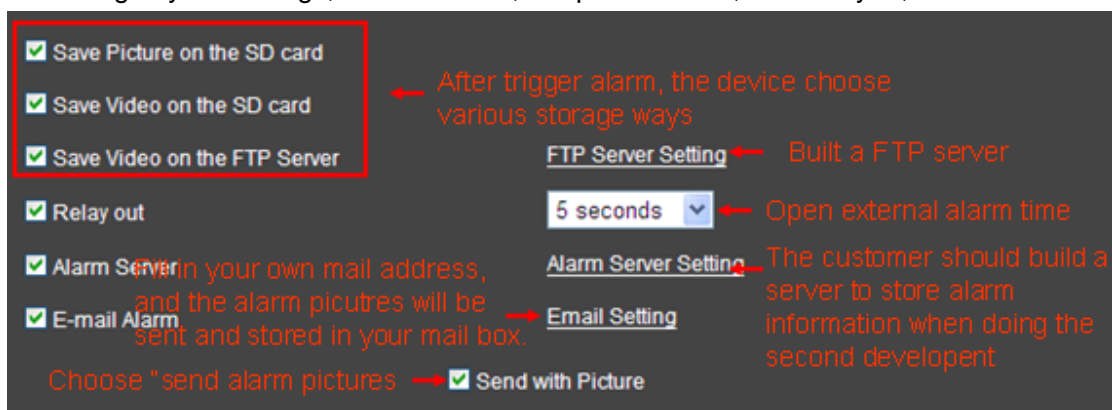 Save Picture on the SD card
After trigger alarm, the device choose
Save Video on the SD card
various storage ways
Save Video on the FTP Server
FTP Server Setting
Built a FTP server
Relay out
5 seconds
Open external alarm time
Alarm Server
Fill in your own mail address,
and the alarm picutres will be
sent and stored in your mail box.
Alarm Server Setting
The customer should build a
server to store alarm
information when doing the
second developent
E-mail Alarm
Email Setting
Choose "send alarm pictures
Send with Picture